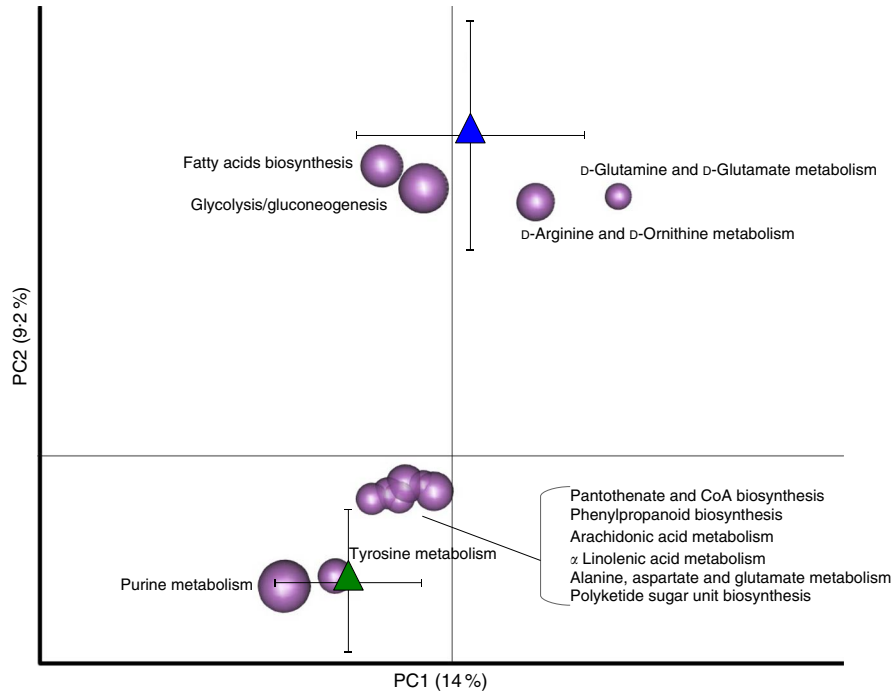 Fatty acids biosynthesis
D-Glutamine and D-Glutamate metabolism
Glycolysis/gluconeogenesis
D-Arginine and D-Ornithine metabolism
PC2 (9·2 %)
Pantothenate and CoA biosynthesis
Phenylpropanoid biosynthesis
Arachidonic acid metabolism
α Linolenic acid metabolism
Alanine, aspartate and glutamate metabolism
Polyketide sugar unit biosynthesis
Tyrosine metabolism
Purine metabolism
PC1 (14 %)